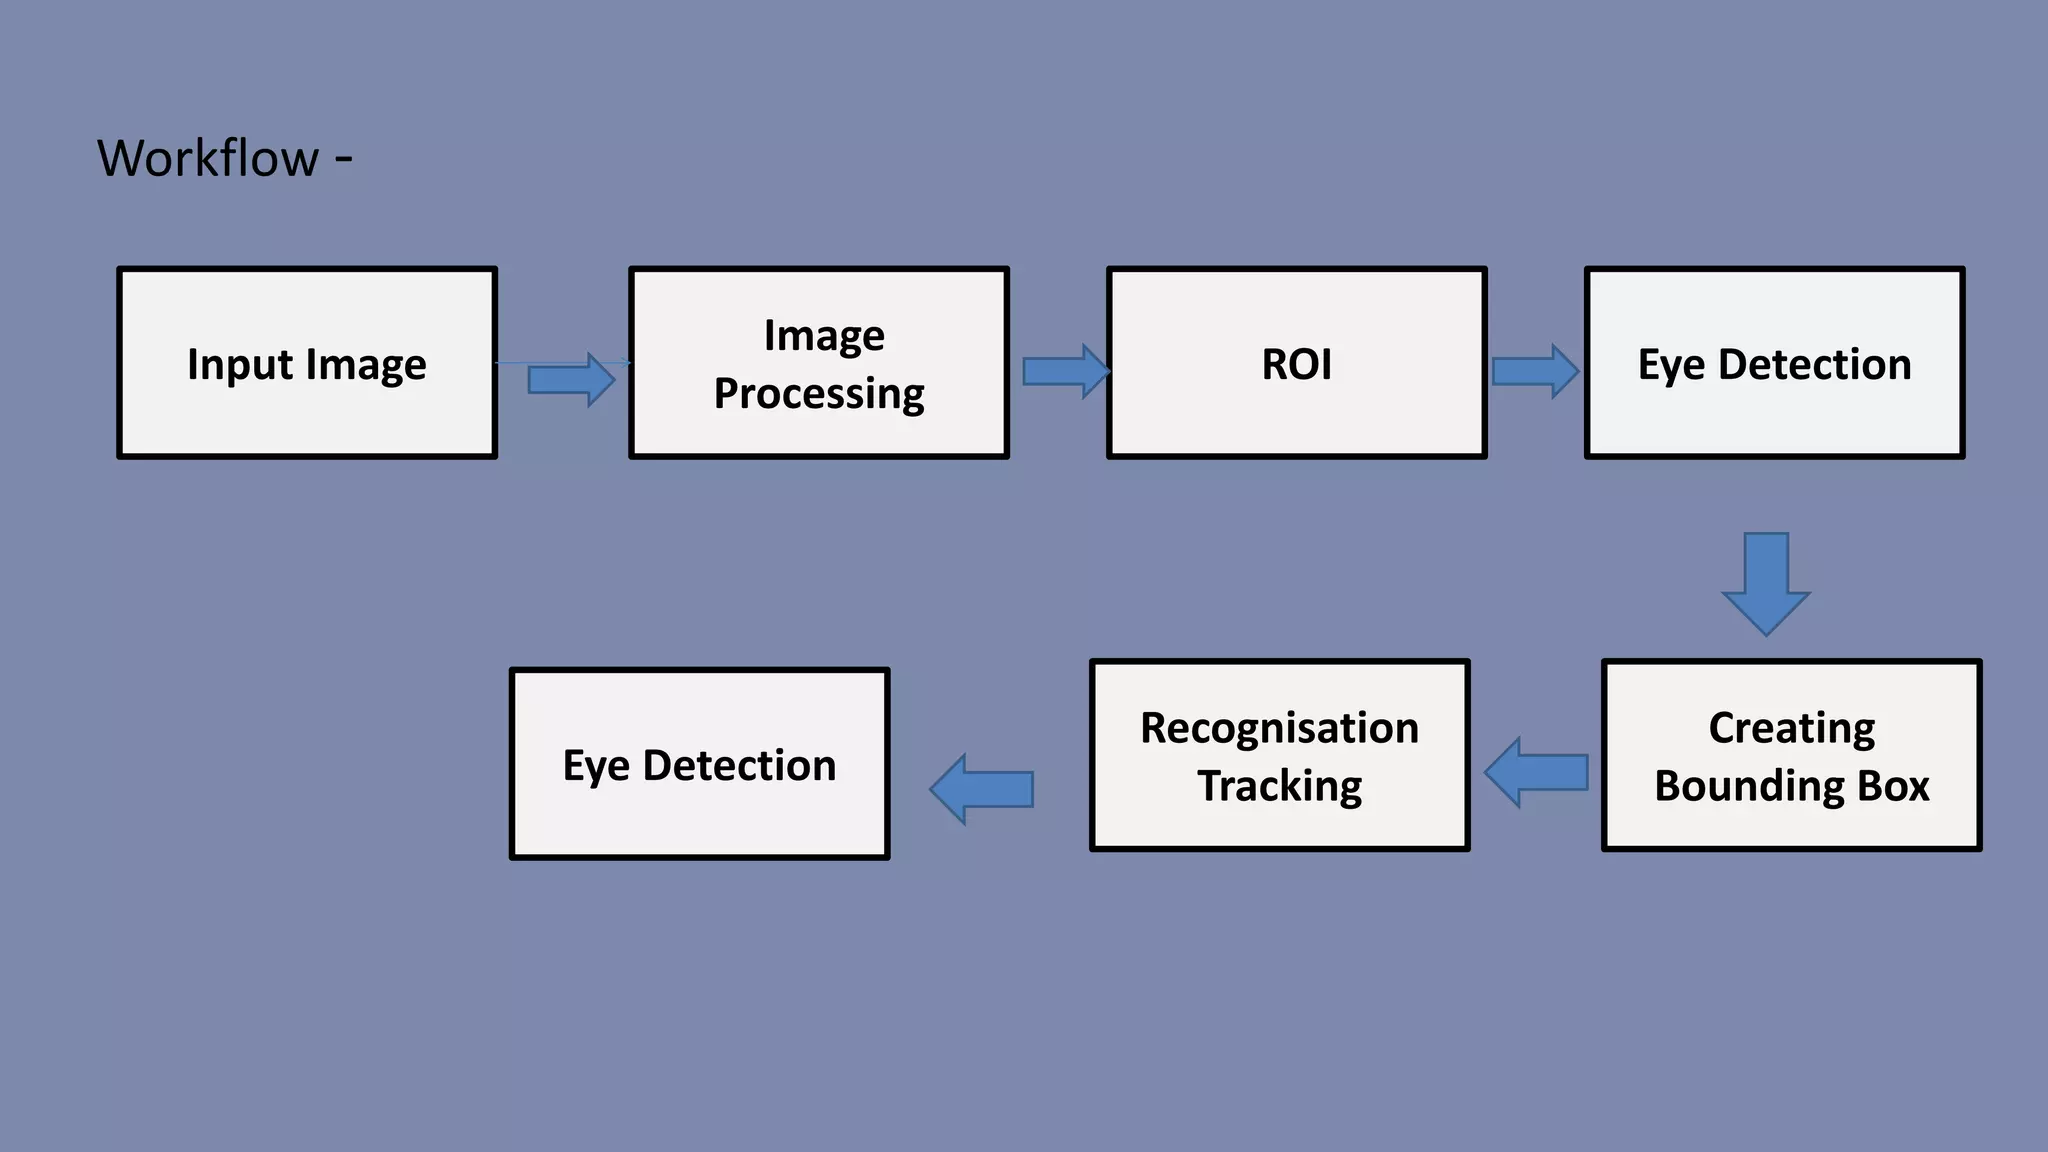 Workflow -
Input Image
Image
Processing
ROI
Eye Detection
Creating
Bounding Box
Recognisation
Tracking
Eye Detection